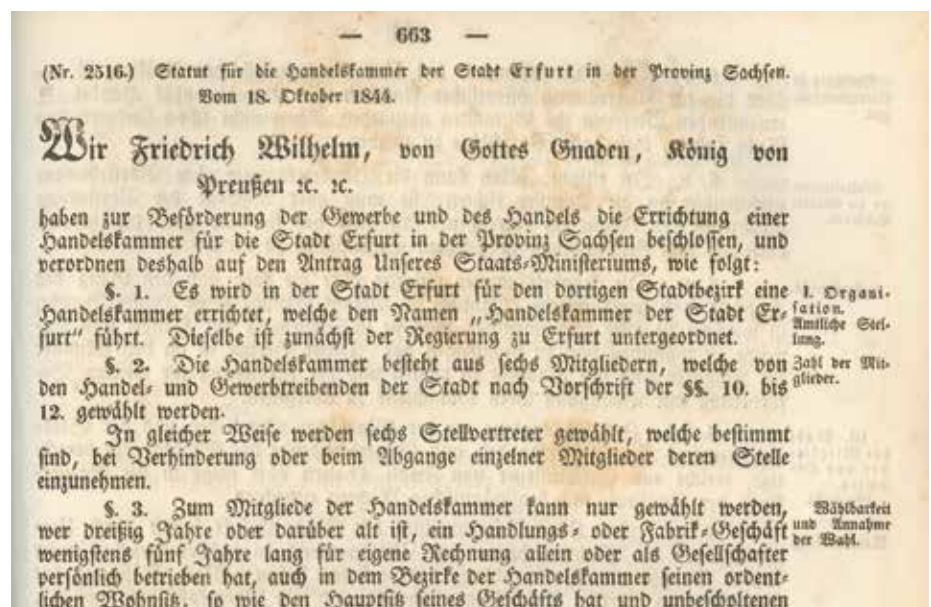 — 663 —
(Nr. 2516.) Statut für die Handelskammer der Stadt Erfurt in der Provinz Sachsen.
Vom 18. Oktober 1844.
Wir Friedrich Wilhelm, von Gottes Gnaden, König von
Preußen ꝛc. ꝛc.
haben zur Beförderung der Gewerbe und des Handels die Errichtung einer
Handelskammer für die Stadt Erfurt in der Provinz Sachsen beschlossen, und
verordnen deshalb auf den Antrag Unseres Staats-Ministeriums, wie folgt:
§. 1. Es wird in der Stadt Erfurt für den dortigen Stadtbezirk eine
Handelskammer errichtet, welche den Namen „Handelskammer der Stadt Er-
furt" führt. Dieselbe ist zunächst der Regierung zu Erfurt untergeordnet.
I. Organi-
sation.
Amtliche Stel-
lung.
§. 2. Die Handelskammer besteht aus sechs Mitgliedern, welche von
den Handel- und Gewerbtreibenden der Stadt nach Vorschrift der §§. 10. bis
12. gewählt werden.
Zahl der Mit-
glieder.
In gleicher Weise werden sechs Stellvertreter gewählt, welche bestimmt
sind, bei Verhinderung oder beim Abgange einzelner Mitglieder deren Stelle
einzunehmen.
§. 3. Zum Mitgliede der Handelskammer kann nur gewählt werden,
wer dreißig Jahre oder darüber alt ist, ein Handlungs- oder Fabrik-Geschäft
wenigstens fünf Jahre lang für eigene Rechnung allein oder als Gesellschafter
persönlich betrieben hat, auch in dem Bezirke der Handelskammer seinen ordent-
lichen Wohnsitz, so wie den Hauptsitz seines Geschäfts hat und unbescholtenen
Wählbarkeit
und Annahme
der Wahl.